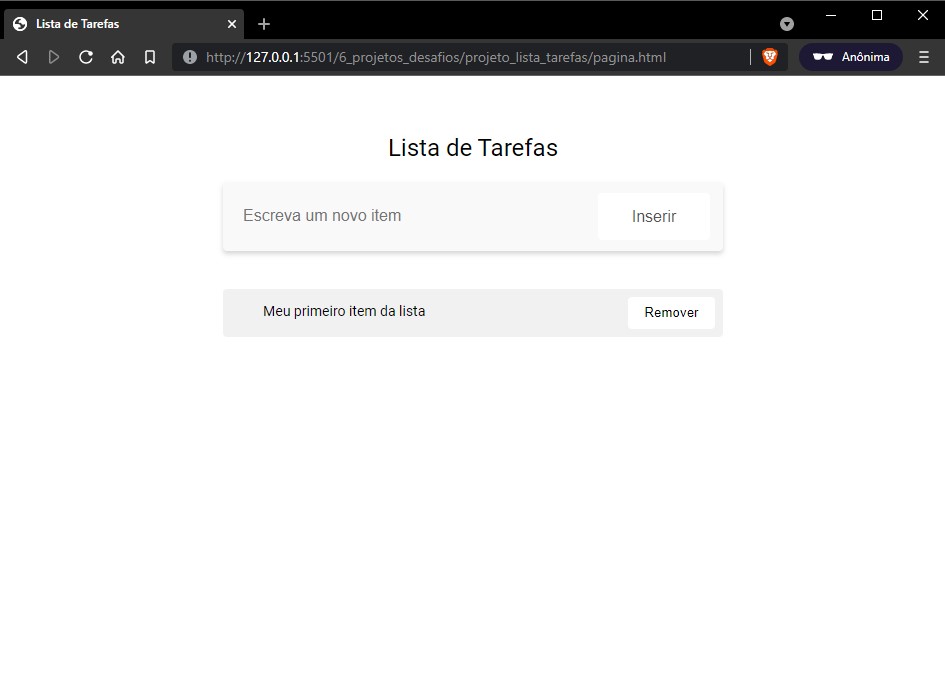 Lista de Tarefas
http://127.0.0.1:5501/6_projetos_desafios/projeto_lista_tarefas/pagina.html
Anônima
Lista de Tarefas
Escreva um novo item
Inserir
Meu primeiro item da lista
Remover